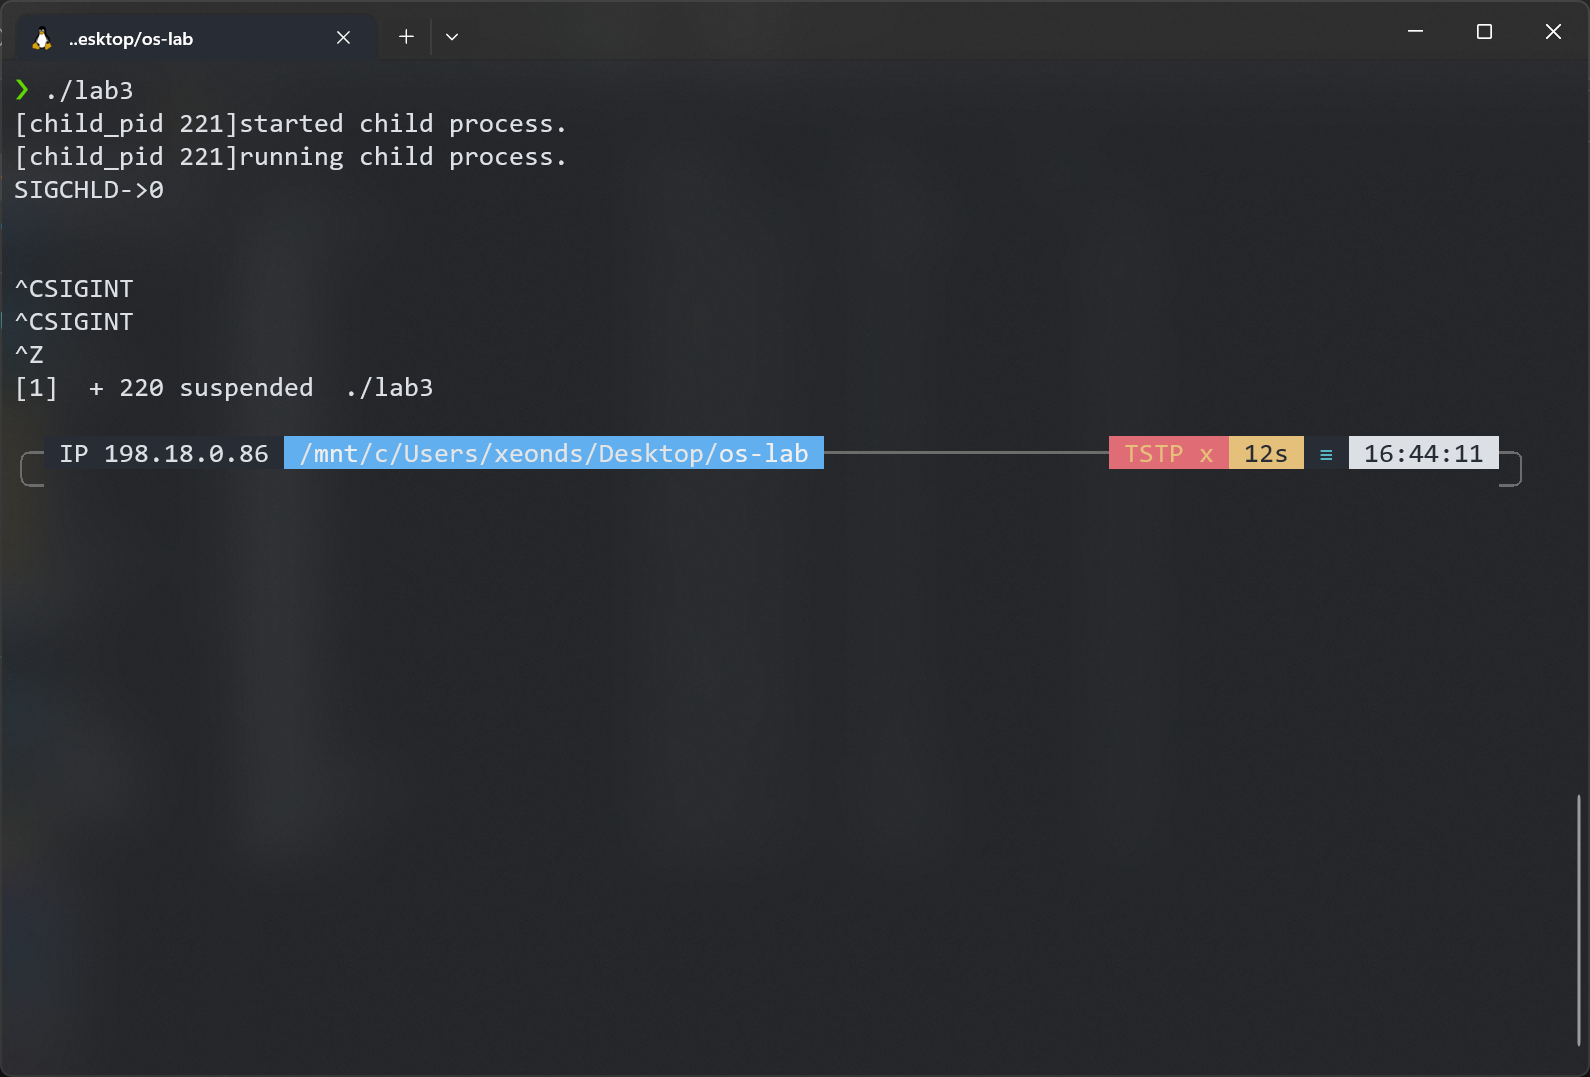 ..esktop/os-lab
❯ ./lab3
[child_pid 221]started child process.
[child_pid 221]running child process.
SIGCHLD->0
^CSIGINT
^CSIGINT
^Z
[1]  + 220 suspended  ./lab3
IP 198.18.0.86 /mnt/c/Users/xeonds/Desktop/os-lab TSTP x 12s ≡ 16:44:11